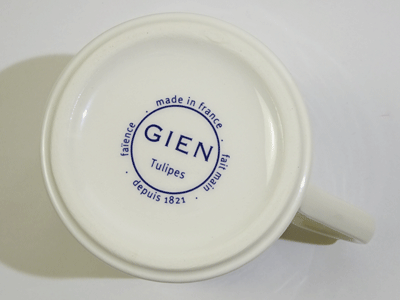 GIEN
Tulipes
faïence · made in france · fait main · depuis 1821 ·